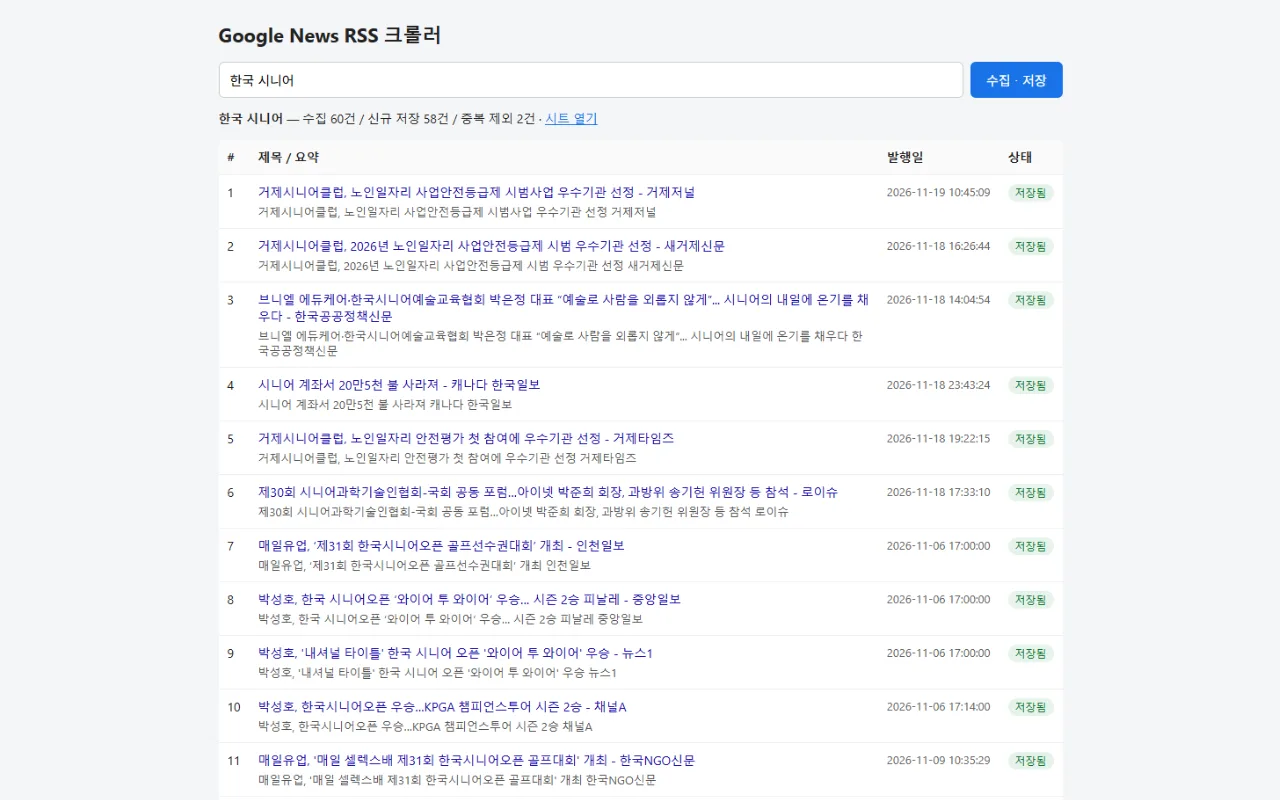 Google News RSS 크롤러
한국 시니어
수집 · 저장
한국 시니어 — 수집 60건 / 신규 저장 58건 / 중복 제외 2건 · 시트 열기
# 제목 / 요약 발행일 상태
1 거제시니어클럽, 노인일자리 사업안전등급제 시범사업 우수기관 선정 - 거제저널 2026-11-19 10:45:09 저장됨
거제시니어클럽, 노인일자리 사업안전등급제 시범사업 우수기관 선정 거제저널
2 거제시니어클럽, 2026년 노인일자리 사업안전등급제 시범 우수기관 선정 - 새거제신문 2026-11-18 16:26:44 저장됨
거제시니어클럽, 2026년 노인일자리 사업안전등급제 시범 우수기관 선정 새거제신문
3 브니엘 에듀케어·한국시니어예술교육협회 박은정 대표 “예술로 사람을 외롭지 않게”... 시니어의 내일에 온기를 채 2026-11-18 14:04:54 저장됨
우다 - 한국공공정책신문
브니엘 에듀케어·한국시니어예술교육협회 박은정 대표 “예술로 사람을 외롭지 않게”... 시니어의 내일에 온기를 채우다 한
국공공정책신문
4 시니어 계좌서 20만5천 불 사라져 - 캐나다 한국일보 2026-11-18 23:43:24 저장됨
시니어 계좌서 20만5천 불 사라져 캐나다 한국일보
5 거제시니어클럽, 노인일자리 안전평가 첫 참여에 우수기관 선정 - 거제타임즈 2026-11-18 19:22:15 저장됨
거제시니어클럽, 노인일자리 안전평가 첫 참여에 우수기관 선정 거제타임즈
6 제30회 시니어과학기술인협회-국회 공동 포럼...아이넷 박준희 회장, 과방위 송기헌 위원장 등 참석 - 로이슈 2026-11-18 17:33:10 저장됨
제30회 시니어과학기술인협회-국회 공동 포럼...아이넷 박준희 회장, 과방위 송기헌 위원장 등 참석 로이슈
7 매일유업, ‘제31회 한국시니어오픈 골프선수권대회’ 개최 - 인천일보 2026-11-06 17:00:00 저장됨
매일유업, ‘제31회 한국시니어오픈 골프선수권대회’ 개최 인천일보
8 박성호, 한국 시니어오픈 ‘와이어 투 와이어’ 우승... 시즌 2승 피날레 - 중앙일보 2026-11-06 17:00:00 저장됨
박성호, 한국 시니어오픈 ‘와이어 투 와이어’ 우승... 시즌 2승 피날레 중앙일보
9 박성호, '내셔널 타이틀' 한국 시니어 오픈 '와이어 투 와이어' 우승 - 뉴스1 2026-11-06 17:00:00 저장됨
박성호, '내셔널 타이틀' 한국 시니어 오픈 '와이어 투 와이어' 우승 뉴스1
10 박성호, 한국시니어오픈 우승...KPGA 챔피언스투어 시즌 2승 - 채널A 2026-11-06 17:14:00 저장됨
박성호, 한국시니어오픈 우승...KPGA 챔피언스투어 시즌 2승 채널A
11 매일유업, '매일 셀렉스배 제31회 한국시니어오픈 골프대회' 개최 - 한국NGO신문 2026-11-09 10:35:29 저장됨
매일유업, '매일 셀렉스배 제31회 한국시니어오픈 골프대회' 개최 한국NGO신문